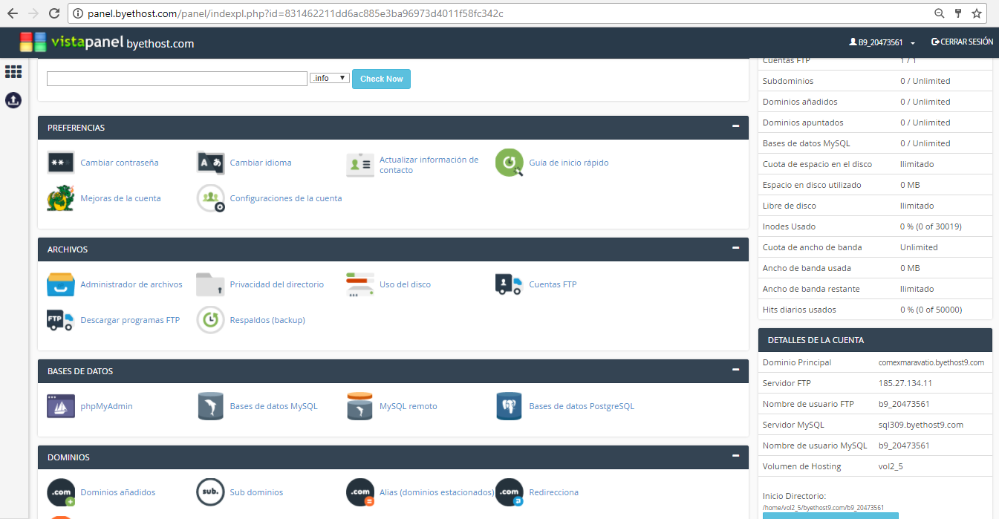 panel.byethost.com/panel/indexpl.php?id=831462211dd6ac885e3ba96973d4011f58fc342c
vistapanel byethost.com
B9_20473561
CERRAR SESIÓN
.info
Check Now
PREFERENCIAS
Cambiar contraseña
Cambiar idioma
Actualizar información de
contacto
Guía de inicio rápido
Mejoras de la cuenta
Configuraciones de la cuenta
ARCHIVOS
Administrador de archivos
Privacidad del directorio
Uso del disco
Cuentas FTP
FTP
Descargar programas FTP
Respaldos (backup)
BASES DE DATOS
phpMyAdmin
Bases de datos MySQL
MySQL remoto
Bases de datos PostgreSQL
DOMINIOS
.com
Dominios añadidos
sub.
Sub dominios
.com
Alias (dominios estacionados)
.com
Redirecciona
Cuentas FTP 1 / 1
Subdominios 0 / Unlimited
Dominios añadidos 0 / Unlimited
Dominios apuntados 0 / Unlimited
Bases de datos MySQL 0 / Unlimited
Cuota de espacio en el disco Ilimitado
Espacio en disco utilizado 0 MB
Libre de disco Ilimitado
Inodes Usado 0 % (0 of 30019)
Cuota de ancho de banda Unlimited
Ancho de banda usada 0 MB
Ancho de banda restante Ilimitado
Hits diarios usados 0 % (0 of 50000)
DETALLES DE LA CUENTA
Dominio Principal comexmaravatio.byethost9.com
Servidor FTP 185.27.134.11
Nombre de usuario FTP b9_20473561
Servidor MySQL sql309.byethost9.com
Nombre de usuario MySQL b9_20473561
Volumen de Hosting vol2_5
Inicio Directorio:
/home/vol2_5/byethost9.com/b9_20473561